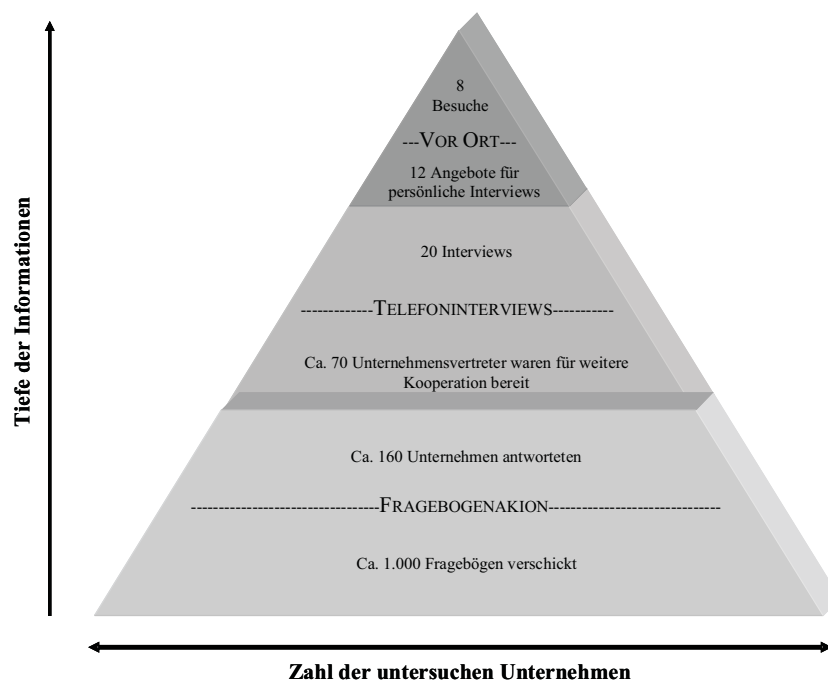 8
Besuche
---VOR ORT---
12 Angebote für
persönliche Interviews
20 Interviews
-------------TELEFONINTERVIEWS-----------
Ca. 70 Unternehmensvertreter waren für weitere
Kooperation bereit
Ca. 160 Unternehmen antworteten
----------------------------------FRAGEBOGENAKION-------------------------------
Ca. 1.000 Fragebögen verschickt
Tiefe der Informationen
Zahl der untersuchen Unternehmen